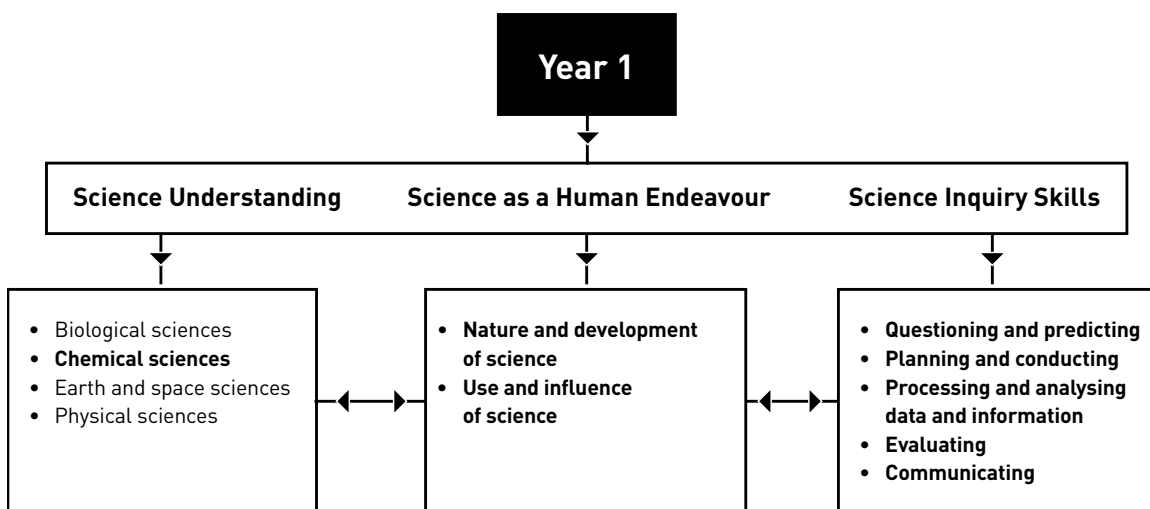 Year 1
Science Understanding Science as a Human Endeavour Science Inquiry Skills
• Biological sciences
• Chemical sciences
• Earth and space sciences
• Physical sciences
• Nature and development
of science
• Use and influence
of science
• Questioning and predicting
• Planning and conducting
• Processing and analysing
data and information
• Evaluating
• Communicating